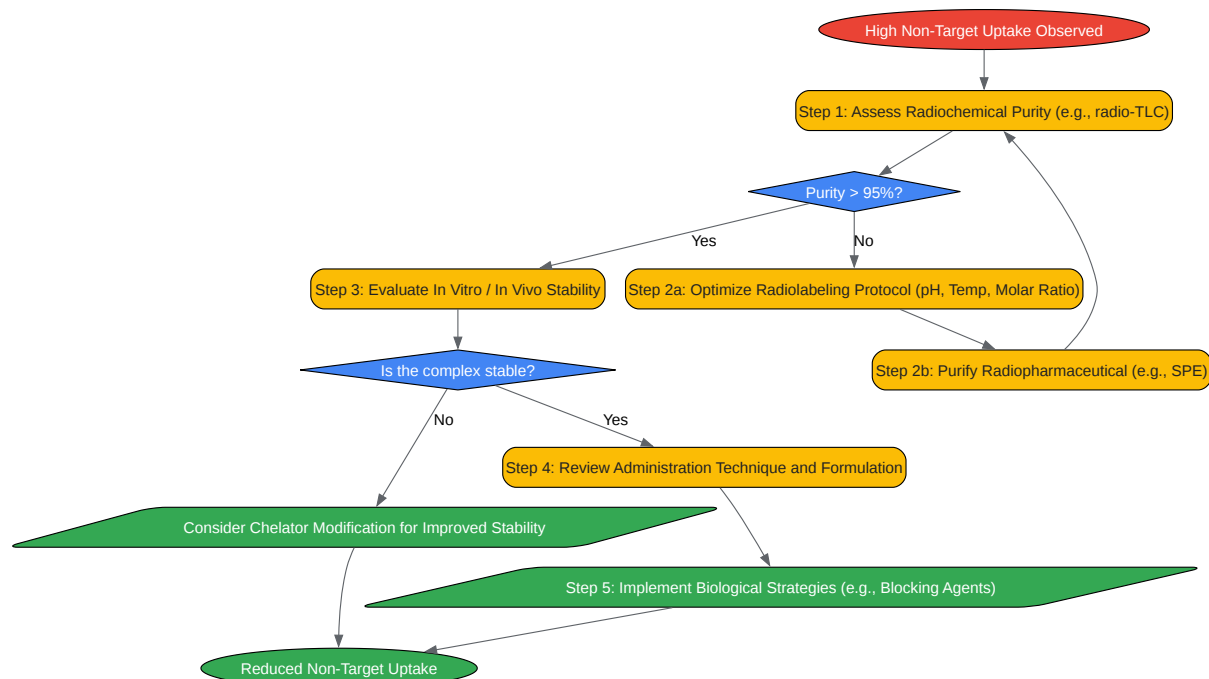 High Non-Target Uptake Observed
Step 1: Assess Radiochemical Purity (e.g., radio-TLC)
Purity > 95%?
Yes
No
Step 3: Evaluate In Vitro / In Vivo Stability
Step 2a: Optimize Radiolabeling Protocol (pH, Temp, Molar Ratio)
Is the complex stable?
Step 2b: Purify Radiopharmaceutical (e.g., SPE)
No
Yes
Step 4: Review Administration Technique and Formulation
Consider Chelator Modification for Improved Stability
Step 5: Implement Biological Strategies (e.g., Blocking Agents)
Reduced Non-Target Uptake